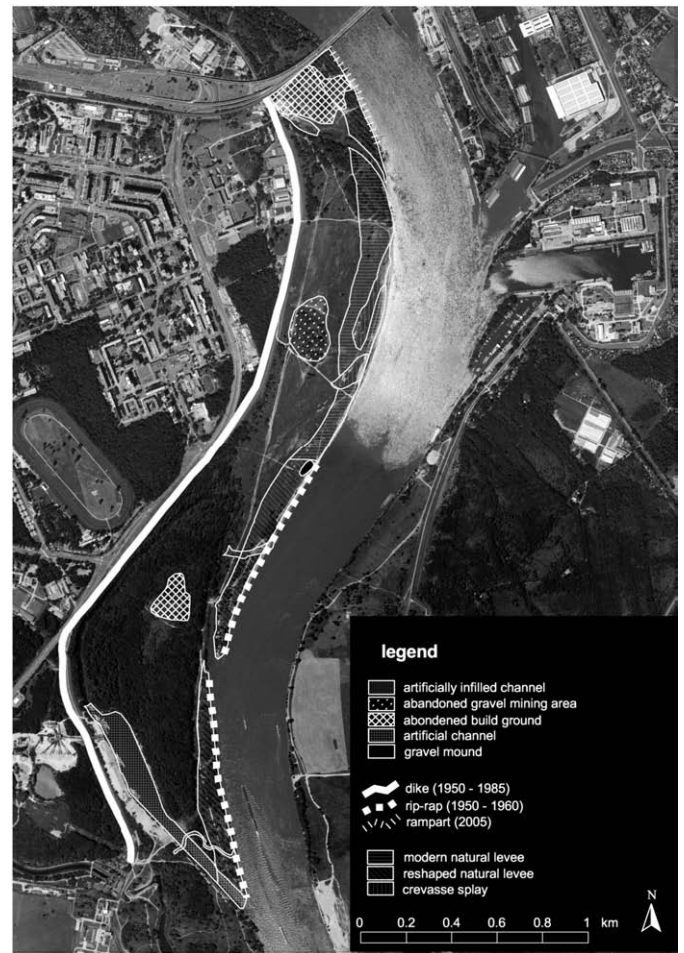 legend
artificially infilled channel
abandoned gravel mining area
abondened build ground
artificial channel
gravel mound
dike (1950 - 1985)
rip-rap (1950 - 1960)
rampart (2005)
modern natural levee
reshaped natural levee
crevasse splay
N
0 0.2 0.4 0.6 0.8 1 km